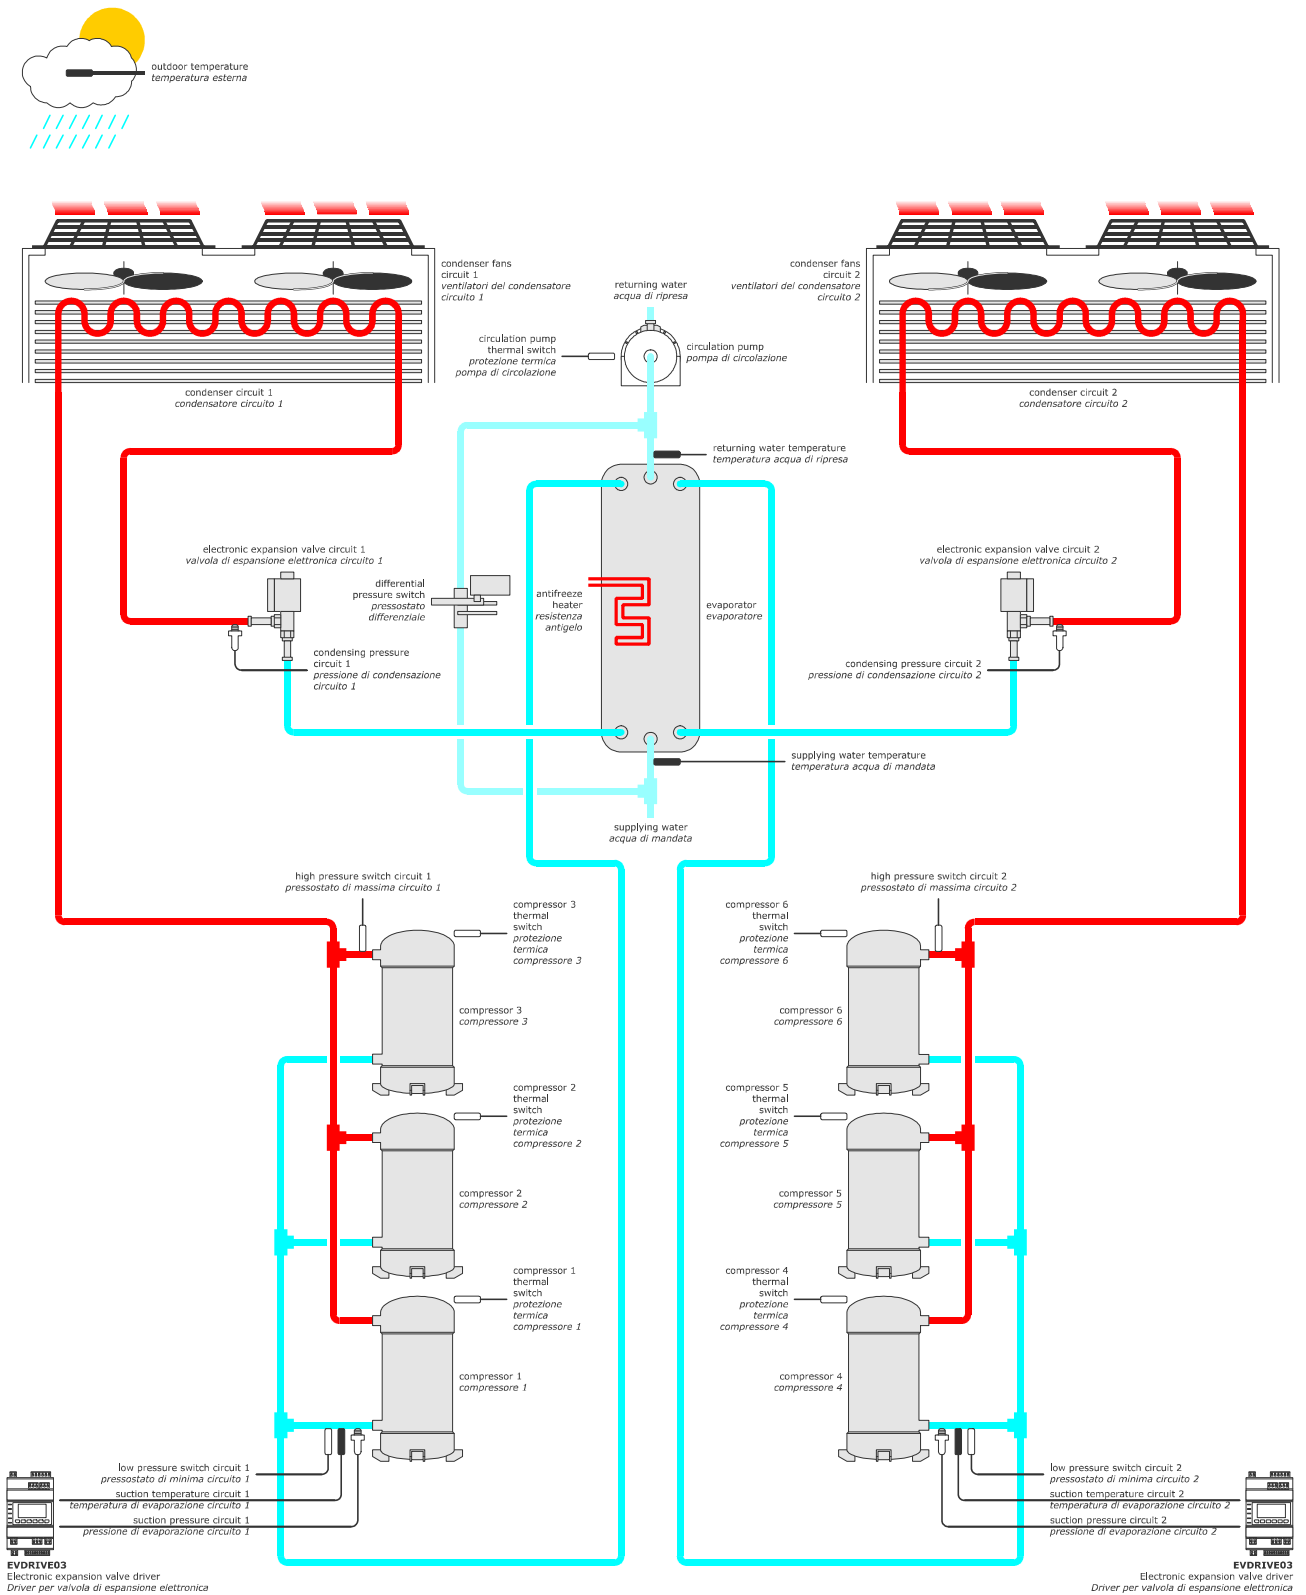 outdoor temperature
temperatura esterna
condenser fans
circuit 1
ventilatori del condensatore
circuito 1
condenser fans
circuit 2
ventilatori del condensatore
circuito 2
returning water
acqua di ripresa
circulation pump
thermal switch
protezione termica
pompa di circolazione
circulation pump
pompa di circolazione
condenser circuit 1
condensatore circuito 1
condenser circuit 2
condensatore circuito 2
returning water temperature
temperatura acqua di ripresa
electronic expansion valve circuit 1
valvola di espansione elettronica circuito 1
electronic expansion valve circuit 2
valvola di espansione elettronica circuito 2
differential
pressure switch
pressostato
differenziale
antifreeze
heater
resistenza
antigelo
evaporator
evaporatore
condensing pressure
circuit 1
pressione di condensazione
circuito 1
condensing pressure circuit 2
pressione di condensazione circuito 2
supplying water temperature
temperatura acqua di mandata
supplying water
acqua di mandata
high pressure switch circuit 1
pressostato di massima circuito 1
high pressure switch circuit 2
pressostato di massima circuito 2
compressor 3
thermal
switch
protezione
termica
compressore 3
compressor 6
thermal
switch
protezione
termica
compressore 6
compressor 3
compressore 3
compressor 6
compressore 6
compressor 2
thermal
switch
protezione
termica
compressore 2
compressor 5
thermal
switch
protezione
termica
compressore 5
compressor 2
compressore 2
compressor 5
compressore 5
compressor 1
thermal
switch
protezione
termica
compressore 1
compressor 4
thermal
switch
protezione
termica
compressore 4
compressor 1
compressore 1
compressor 4
compressore 4
low pressure switch circuit 1
pressostato di minima circuito 1
suction temperature circuit 1
temperatura di evaporazione circuito 1
suction pressure circuit 1
pressione di evaporazione circuito 1
low pressure switch circuit 2
pressostato di minima circuito 2
suction temperature circuit 2
temperatura di evaporazione circuito 2
suction pressure circuit 2
pressione di evaporazione circuito 2
EVDRIVE03
Electronic expansion valve driver
Driver per valvola di espansione elettronica
EVDRIVE03
Electronic expansion valve driver
Driver per valvola di espansione elettronica